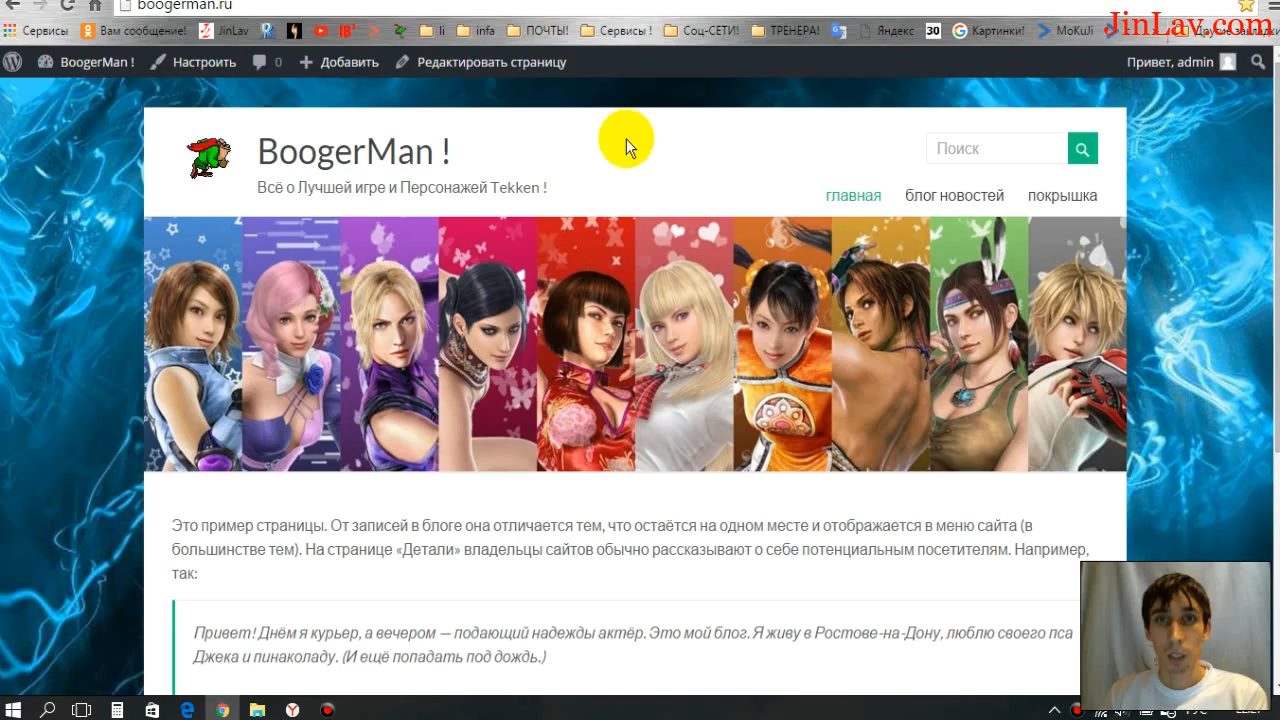 boogerman.ru
JinLav.com
Сервисы
Вам сообщение!
JinLav
li
infa
ПОЧТЫ!
Сервисы !
Соц-СЕТИ!
ТРЕНЕРА!
Яндекс
30
Картинки!
MoKuJi
Другие закладки
BoogerMan !
Настроить
0
Добавить
Редактировать страницу
Привет, admin
BoogerMan !
Всё о Лучшей игре и Персонажей Tekken !
Поиск
главная
блог новостей
покрышка
Это пример страницы. От записей в блоге она отличается тем, что остаётся на одном месте и отображается в меню сайта (в
большинстве тем). На странице «Детали» владельцы сайтов обычно рассказывают о себе потенциальным посетителям. Например,
так:
Привет! Днём я курьер, а вечером — подающий надежды актёр. Это мой блог. Я живу в Ростове-на-Дону, люблю своего пса
Джека и пинаколаду. (И ещё попадать под дождь.)